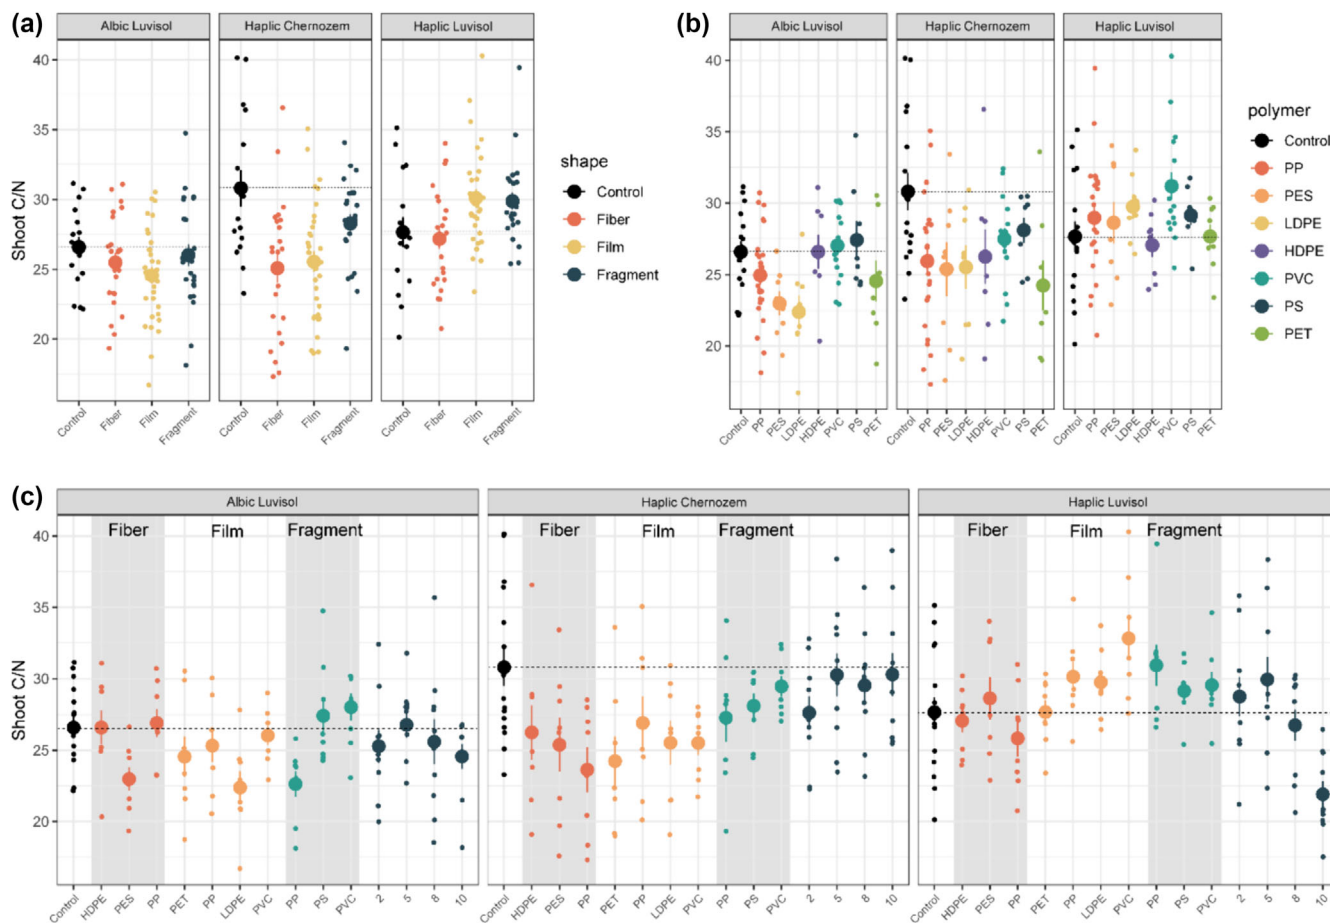 (a)
Albic Luvisol Haplic Chernozem Haplic Luvisol
Shoot C/N
40
35
30
25
20
Control Fiber Film Fragment Control Fiber Film Fragment Control Fiber Film Fragment
shape
Control
Fiber
Film
Fragment
(b)
Albic Luvisol Haplic Chernozem Haplic Luvisol
Shoot C/N
40
35
30
25
20
Control PP PES LDPE HDPE PVC PS PET Control PP PES LDPE HDPE PVC PS PET Control PP PES LDPE HDPE PVC PS PET
polymer
Control
PP
PES
LDPE
HDPE
PVC
PS
PET
(c)
Albic Luvisol Haplic Chernozem Haplic Luvisol
Fiber Film Fragment Fiber Film Fragment Fiber Film Fragment
Shoot C/N
40
35
30
25
20
Control HDPE PES PP PET PP LDPE PVC PP PS PVC 2 5 8 10 Control HDPE PES PP PET PP LDPE PVC PP PS PVC 2 5 8 10 Control HDPE PES PP PET PP LDPE PVC PP PS PVC 2 5 8 10